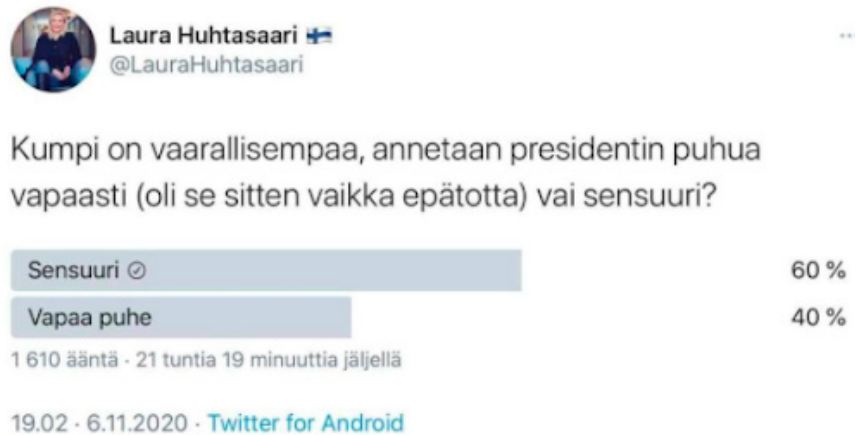 Laura Huhtasaari 🇫🇮
@LauraHuhtasaari
Kumpi on vaarallisempaa, annetaan presidentin puhua
vapaasti (oli se sitten vaikka epätotta) vai sensuuri?
Sensuuri 60 %
Vapaa puhe 40 %
1 610 ääntä · 21 tuntia 19 minuuttia jäljellä
19.02 · 6.11.2020 · Twitter for Android